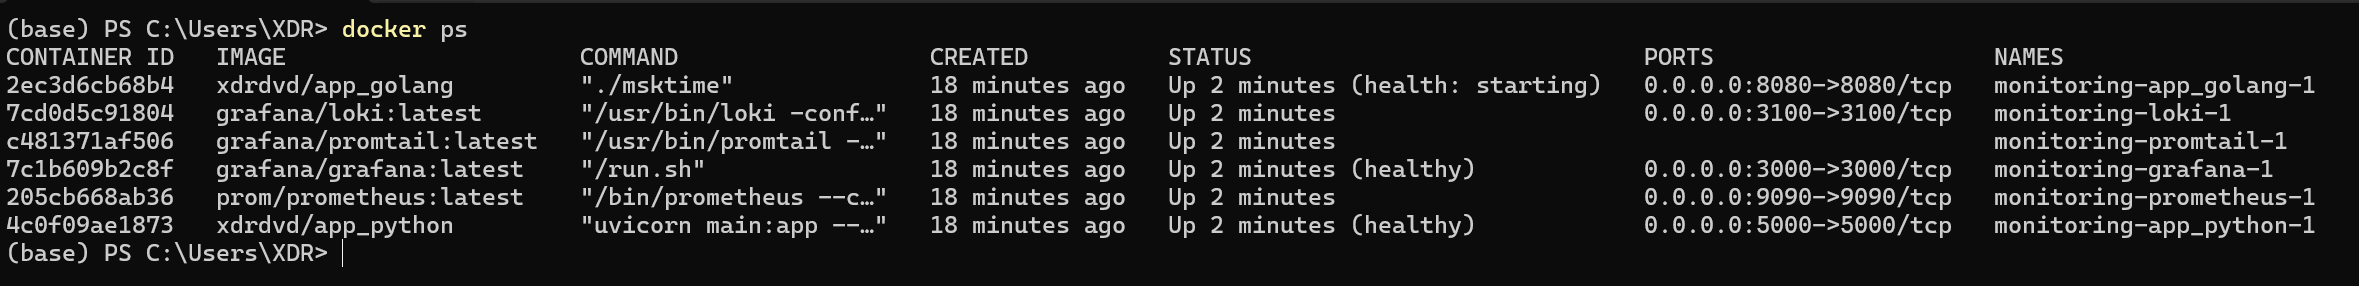 (base) PS C:\Users\XDR> docker ps
CONTAINER ID   IMAGE                     COMMAND                  CREATED          STATUS                            PORTS                    NAMES
2ec3d6cb68b4   xdrdvd/app_golang         "./msktime"              18 minutes ago   Up 2 minutes (health: starting)   0.0.0.0:8080->8080/tcp   monitoring-app_golang-1
7cd0d5c91804   grafana/loki:latest       "/usr/bin/loki -conf…"   18 minutes ago   Up 2 minutes                      0.0.0.0:3100->3100/tcp   monitoring-loki-1
c481371af506   grafana/promtail:latest   "/usr/bin/promtail -…"   18 minutes ago   Up 2 minutes                                               monitoring-promtail-1
7c1b609b2c8f   grafana/grafana:latest    "/run.sh"                18 minutes ago   Up 2 minutes (healthy)            0.0.0.0:3000->3000/tcp   monitoring-grafana-1
205cb668ab36   prom/prometheus:latest    "/bin/prometheus --c…"   18 minutes ago   Up 2 minutes                      0.0.0.0:9090->9090/tcp   monitoring-prometheus-1
4c0f09ae1873   xdrdvd/app_python         "uvicorn main:app --…"   18 minutes ago   Up 2 minutes (healthy)            0.0.0.0:5000->5000/tcp   monitoring-app_python-1
(base) PS C:\Users\XDR>